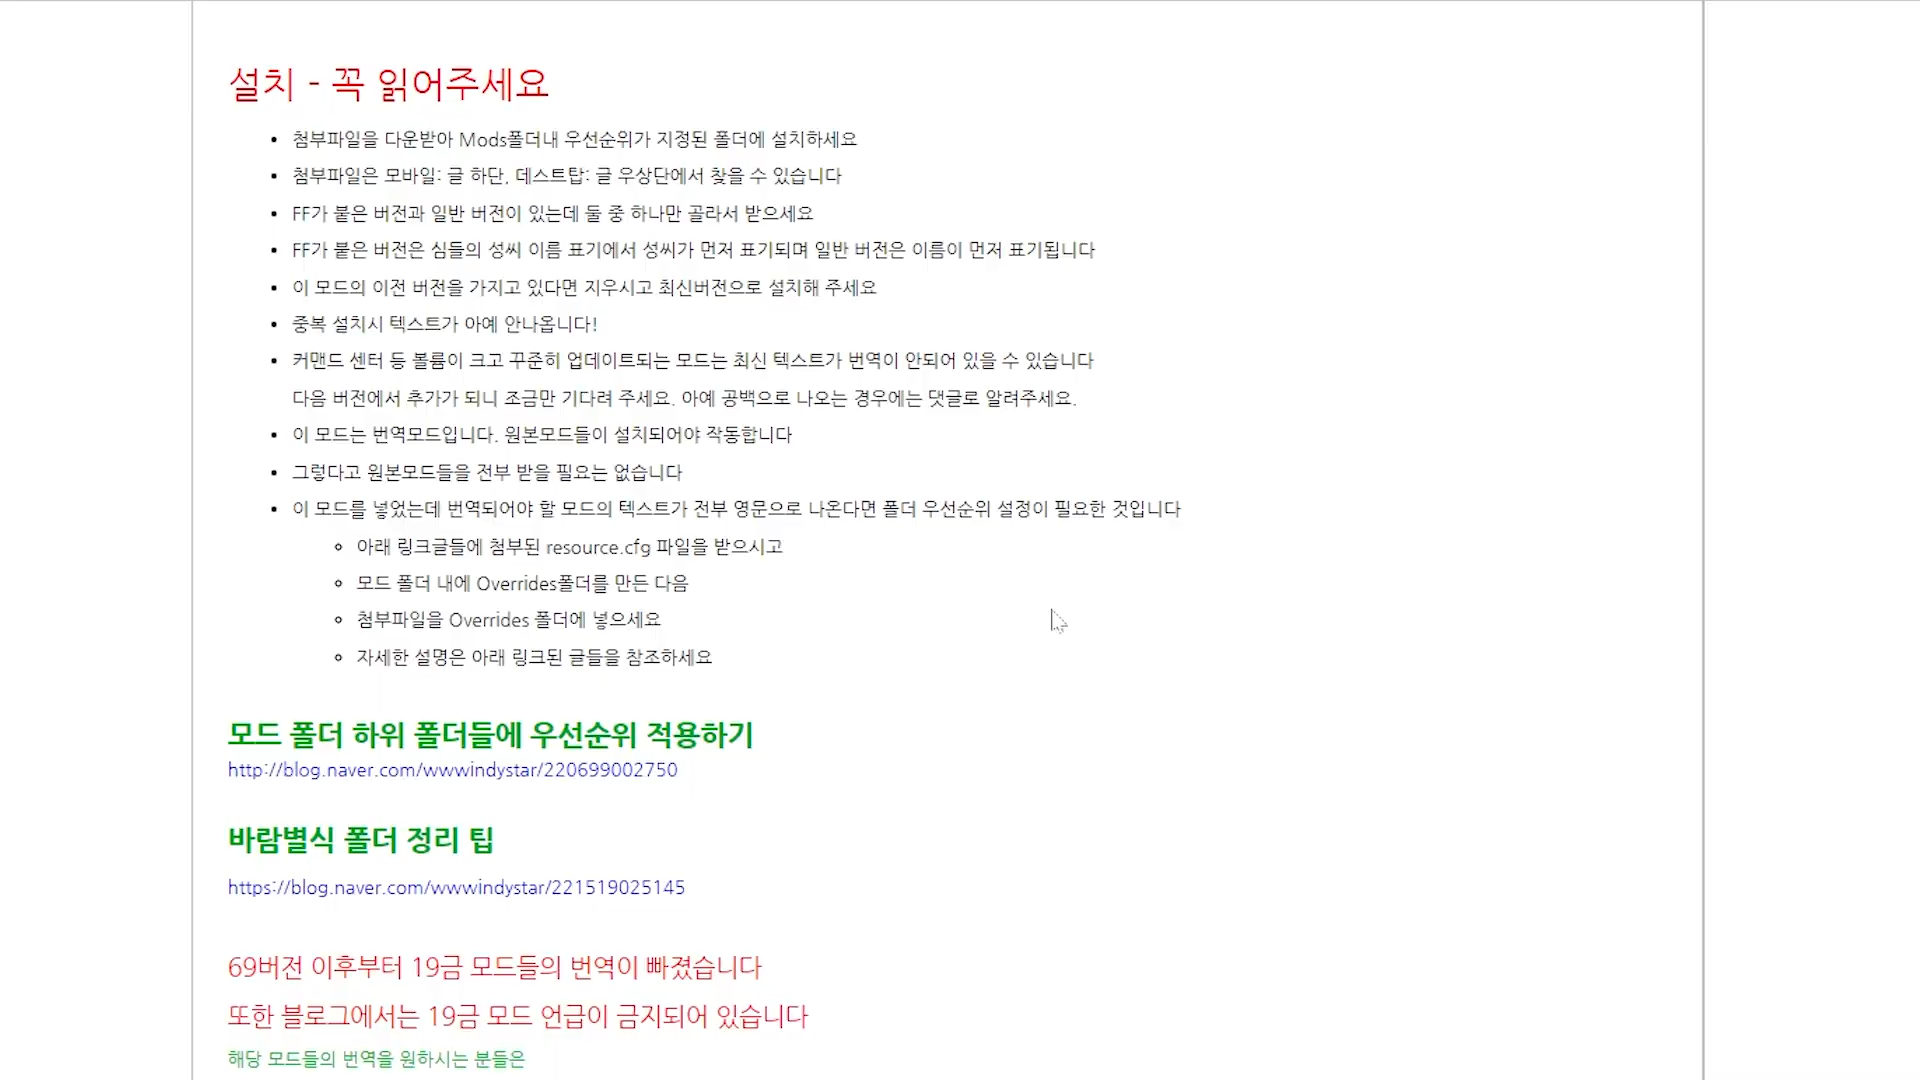 설치 - 꼭 읽어주세요
첨부파일을 다운받아 Mods폴더내 우선순위가 지정된 폴더에 설치하세요
첨부파일은 모바일: 글 하단, 데스트탑: 글 우상단에서 찾을 수 있습니다
FF가 붙은 버전과 일반 버전이 있는데 둘 중 하나만 골라서 받으세요
FF가 붙은 버전은 심들의 성씨 이름 표기에서 성씨가 먼저 표기되며 일반 버전은 이름이 먼저 표기됩니다
이 모드의 이전 버전을 가지고 있다면 지우시고 최신버전으로 설치해 주세요
중복 설치시 텍스트가 아예 안나옵니다!
커맨드 센터 등 볼륨이 크고 꾸준히 업데이트되는 모드는 최신 텍스트가 번역이 안되어 있을 수 있습니다
다음 버전에서 추가가 되니 조금만 기다려 주세요. 아예 공백으로 나오는 경우에는 댓글로 알려주세요.
이 모드는 번역모드입니다. 원본모드들이 설치되어야 작동합니다
그렇다고 원본모드들을 전부 받을 필요는 없습니다
이 모드를 넣었는데 번역되어야 할 모드의 텍스트가 전부 영문으로 나온다면 폴더 우선순위 설정이 필요한 것입니다
아래 링크글들에 첨부된 resource.cfg 파일을 받으시고
모드 폴더 내에 Overrides폴더를 만든 다음
첨부파일을 Overrides 폴더에 넣으세요
자세한 설명은 아래 링크된 글들을 참조하세요
모드 폴더 하위 폴더들에 우선순위 적용하기
http://blog.naver.com/wwwindystar/220699002750
바람별식 폴더 정리 팁
https://blog.naver.com/wwwindystar/221519025145
69버전 이후부터 19금 모드들의 번역이 빠졌습니다
또한 블로그에서는 19금 모드 언급이 금지되어 있습니다
해당 모드들의 번역을 원하시는 분들은